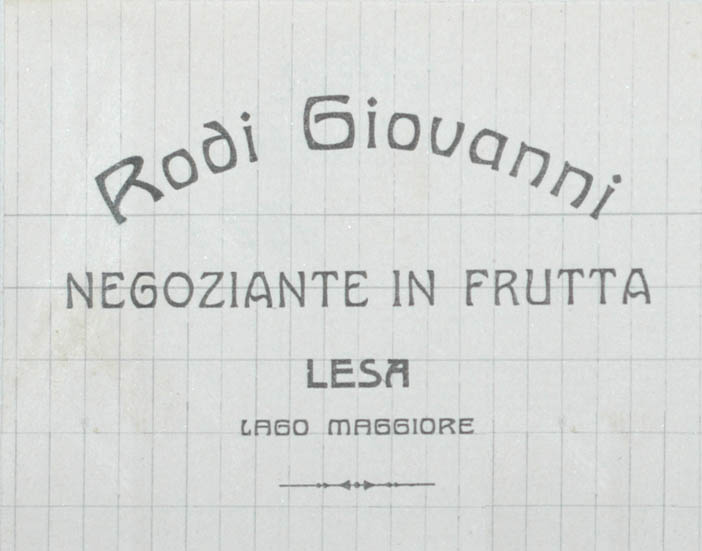 Rodi Giovanni
NEGOZIANTE IN FRUTTA
LESA
LAGO MAGGIORE